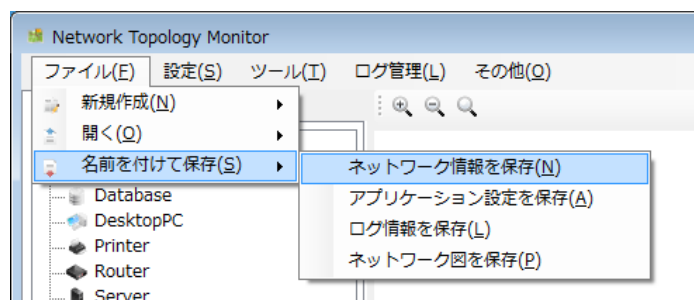 Network Topology Monitor
ファイル(F) 設定(S) ツール(T) ログ管理(L) その他(O)
新規作成(N)
開く(O)
名前を付けて保存(S)
ネットワーク情報を保存(N)
アプリケーション設定を保存(A)
ログ情報を保存(L)
ネットワーク図を保存(P)
Database
DesktopPC
Printer
Router
Server